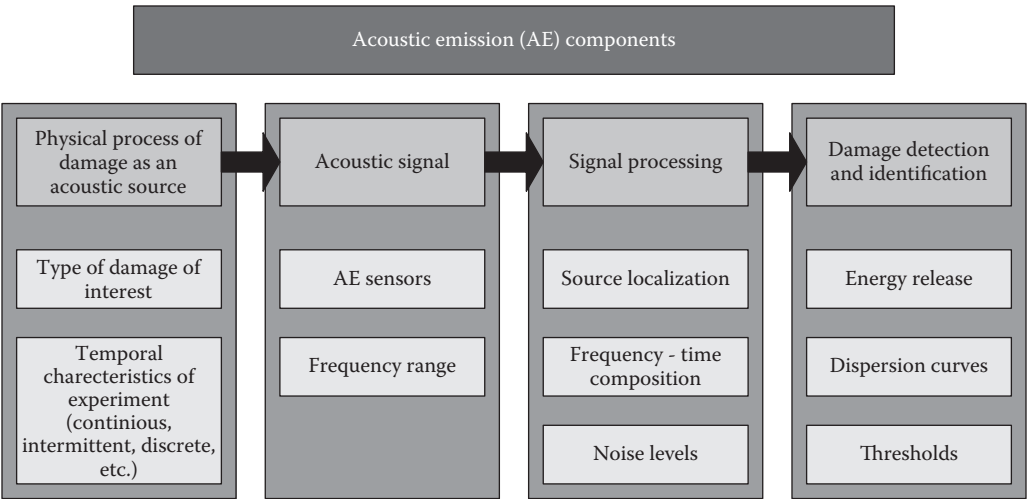 Acoustic emission (AE) components
Physical process of
damage as an
acoustic source
Type of damage of
interest
Temporal
charecteristics of
experiment
(continious,
intermittent, discrete,
etc.)
Acoustic signal
AE sensors
Frequency range
Signal processing
Source localization
Frequency - time
composition
Noise levels
Damage detection
and identification
Energy release
Dispersion curves
Thresholds